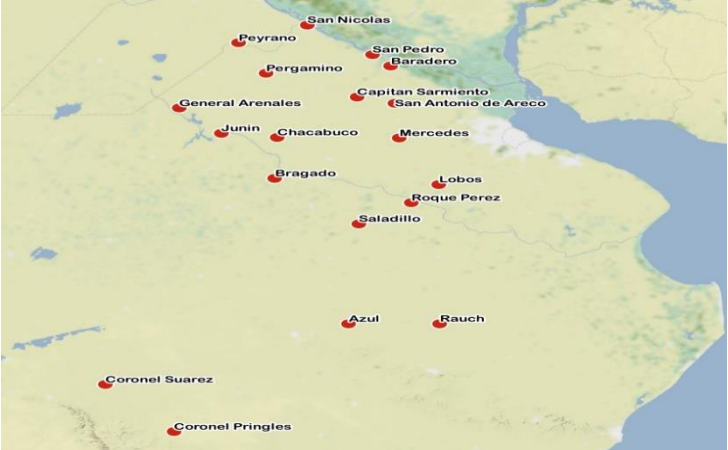 San Nicolas
Peyrano
San Pedro
Baradero
Pergamino
Capitan Sarmiento
General Arenales
San Antonio de Areco
Junin
Chacabuco
Mercedes
Bragado
Lobos
Roque Perez
Saladillo
Azul
Rauch
Coronel Suarez
Coronel Pringles